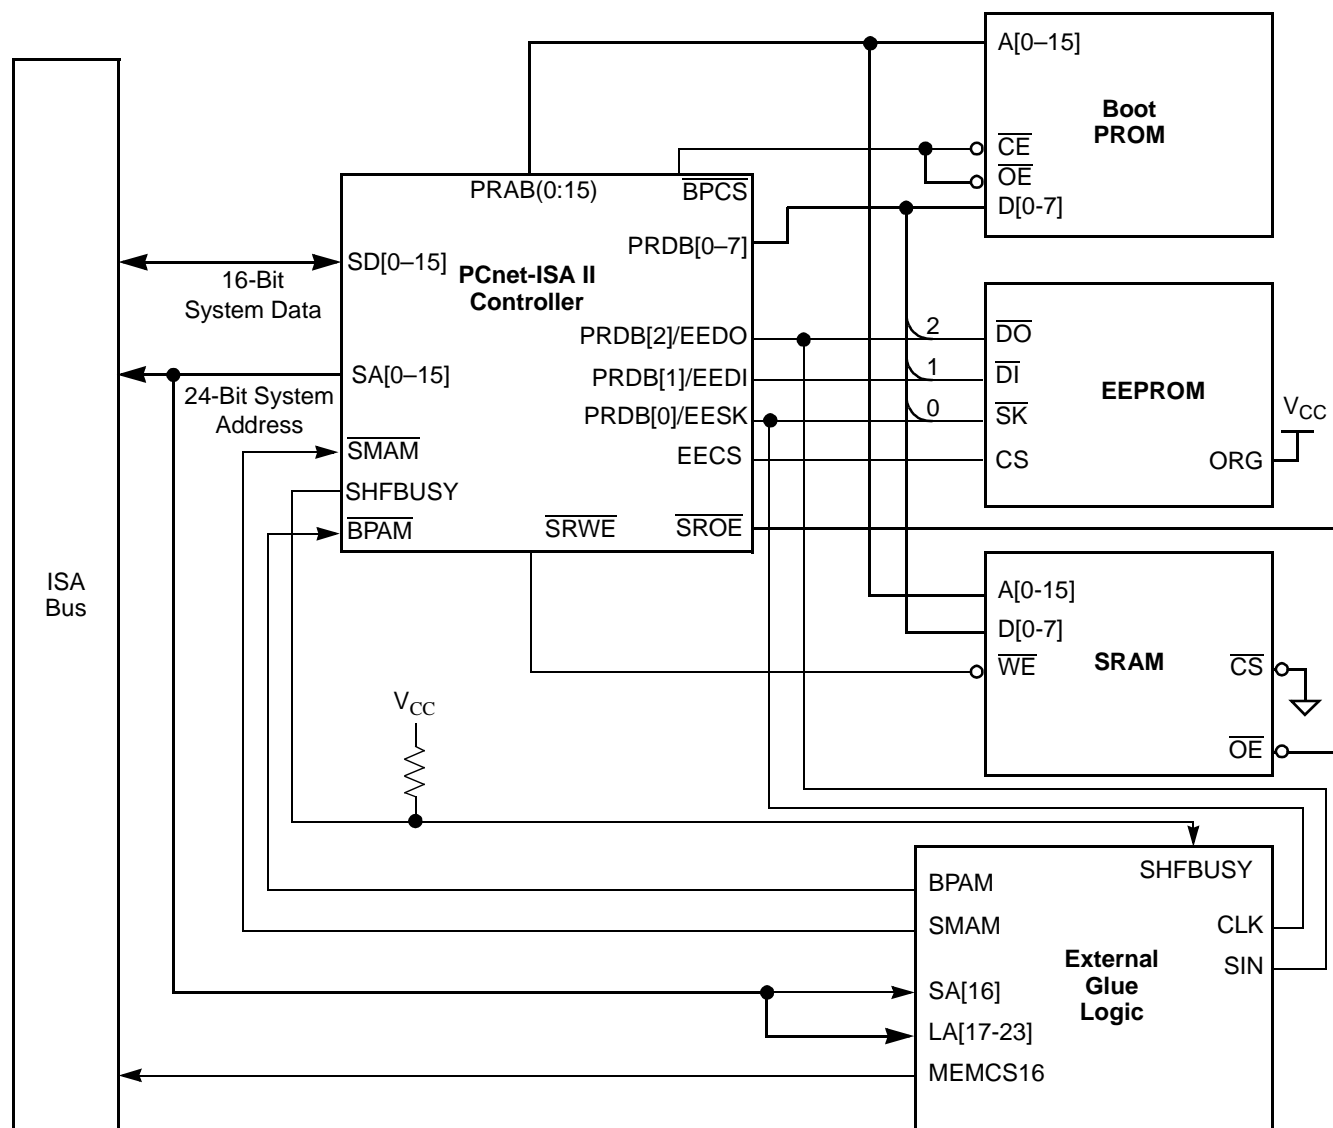 ISA
Bus
16-Bit
System Data
24-Bit System
Address
PRAB(0:15)
BPCS
SD[0–15]
PRDB[0–7]
PCnet-ISA II
Controller
PRDB[2]/EEDO
SA[0–15]
PRDB[1]/EEDI
PRDB[0]/EESK
SMAM
EECS
SHFBUSY
BPAM
SRWE
SROE
A[0–15]
Boot
PROM
CE
OE
D[0-7]
2
1
0
DO
DI
SK
CS
EEPROM
ORG
VCC
A[0-15]
D[0-7]
WE
SRAM
CS
OE
VCC
SHFBUSY
BPAM
SMAM
CLK
SIN
External
Glue
Logic
SA[16]
LA[17-23]
MEMCS16